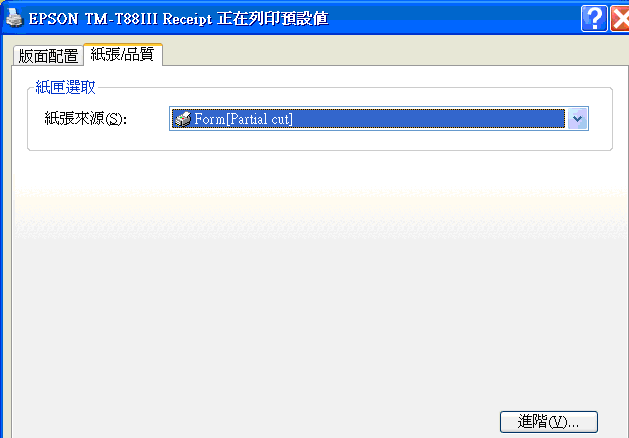 EPSON TM-T88III Receipt 正在列印預設値
版面配置 紙張/品質
紙匣選取
紙張來源(S): Form[Partial cut]
進階(V)...